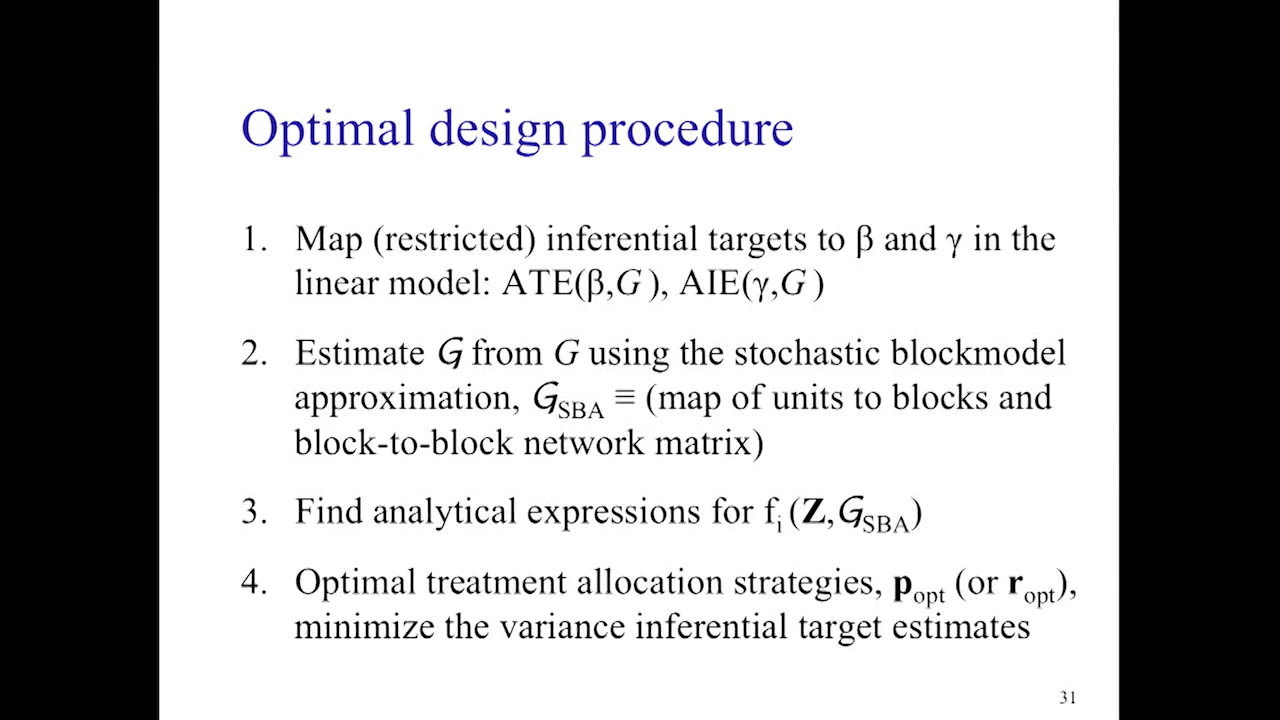 Optimal design procedure
1. Map (restricted) inferential targets to β and γ in the
linear model: ATE(β,G ), AIE(γ,G )
2. Estimate 𝒢 from G using the stochastic blockmodel
approximation, 𝒢SBA ≡ (map of units to blocks and
block-to-block network matrix)
3. Find analytical expressions for fi (Z,𝒢SBA)
4. Optimal treatment allocation strategies, popt (or ropt),
minimize the variance inferential target estimates
31